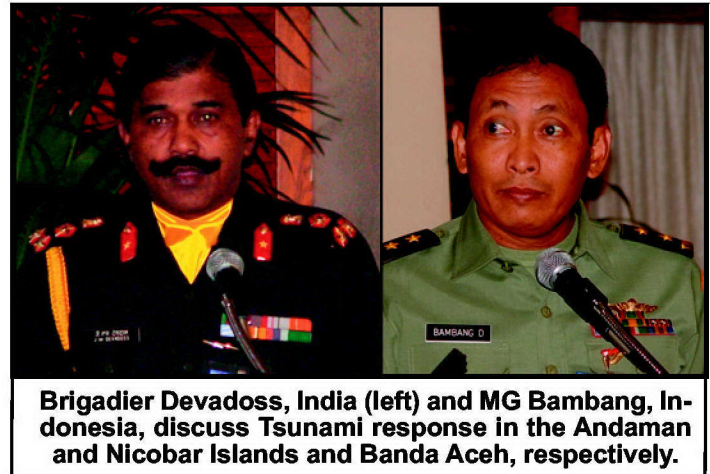 J W DEVADOSS
BAMBANG D
Brigadier Devadoss, India (left) and MG Bambang, In-
donesia, discuss Tsunami response in the Andaman
and Nicobar Islands and Banda Aceh, respectively.